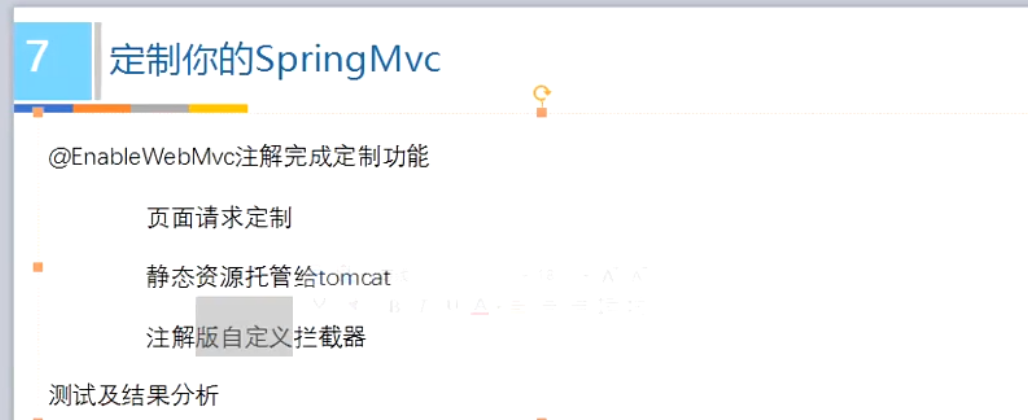 7
定制你的SpringMvc
@EnableWebMvc注解完成定制功能
页面请求定制
静态资源托管给tomcat
注解版自定义拦截器
测试及结果分析